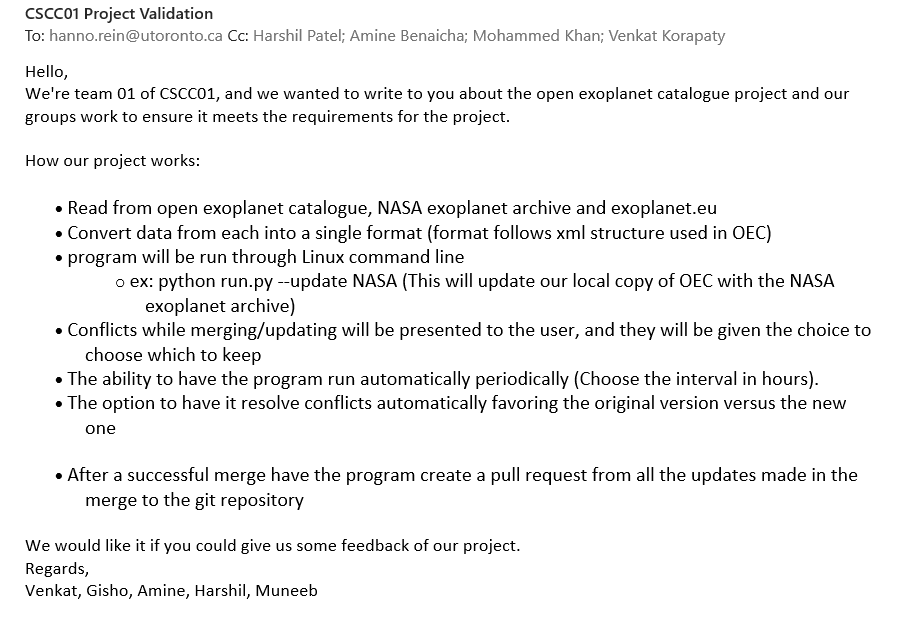 CSCC01 Project Validation
To: hanno.rein@utoronto.ca Cc: Harshil Patel; Amine Benaicha; Mohammed Khan; Venkat Korapaty
Hello,
We're team 01 of CSCC01, and we wanted to write to you about the open exoplanet catalogue project and our
groups work to ensure it meets the requirements for the project.
How our project works:
• Read from open exoplanet catalogue, NASA exoplanet archive and exoplanet.eu
• Convert data from each into a single format (format follows xml structure used in OEC)
• program will be run through Linux command line
o ex: python run.py --update NASA (This will update our local copy of OEC with the NASA
exoplanet archive)
• Conflicts while merging/updating will be presented to the user, and they will be given the choice to
choose which to keep
• The ability to have the program run automatically periodically (Choose the interval in hours).
• The option to have it resolve conflicts automatically favoring the original version versus the new
one
• After a successful merge have the program create a pull request from all the updates made in the
merge to the git repository
We would like it if you could give us some feedback of our project.
Regards,
Venkat, Gisho, Amine, Harshil, Muneeb